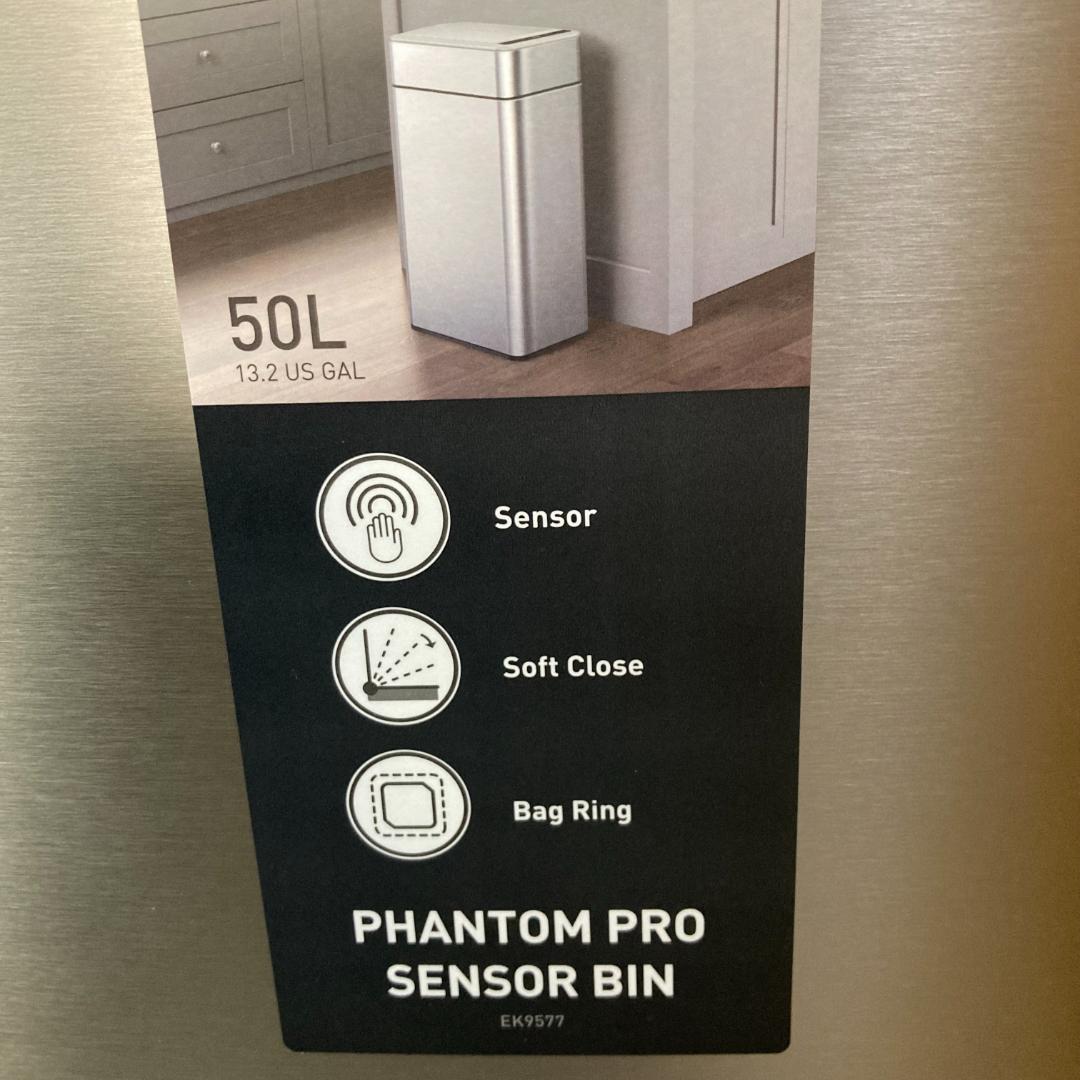 50L
13.2 US GAL
Sensor
Soft Close
Bag Ring
PHANTOM PRO
SENSOR BIN
EK9577